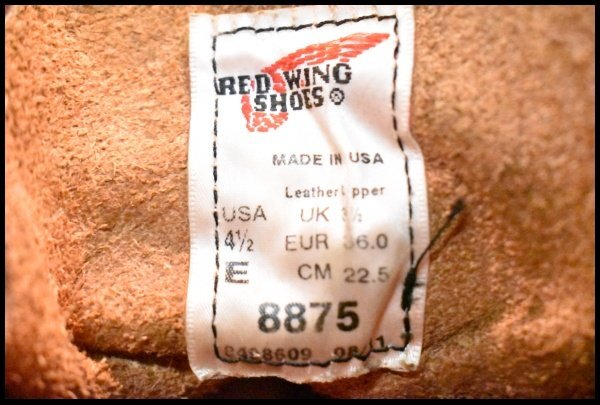 RED WING
SHOES ®
MADE IN USA
Leather Upper
USA UK 3½
4½ EUR 36.0
E CM 22.5
8875